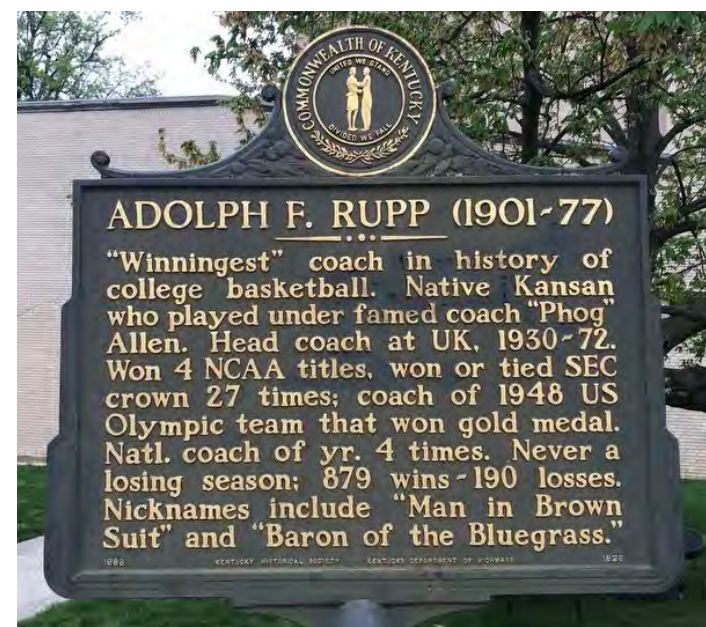 COMMONWEALTH OF KENTUCKY
UNITED WE STAND
DIVIDED WE FALL
ADOLPH F. RUPP (1901-77)
"Winningest" coach in history of
college basketball. Native Kansan
who played under famed coach "Phog"
Allen. Head coach at UK, 1930-72.
Won 4 NCAA titles, won or tied SEC
crown 27 times; coach of 1948 US
Olympic team that won gold medal.
Natl. coach of yr. 4 times. Never a
losing season; 879 wins-190 losses.
Nicknames include "Man in Brown
Suit" and "Baron of the Bluegrass."
KENTUCKY HISTORICAL SOCIETY KENTUCKY DEPARTMENT OF HIGHWAYS